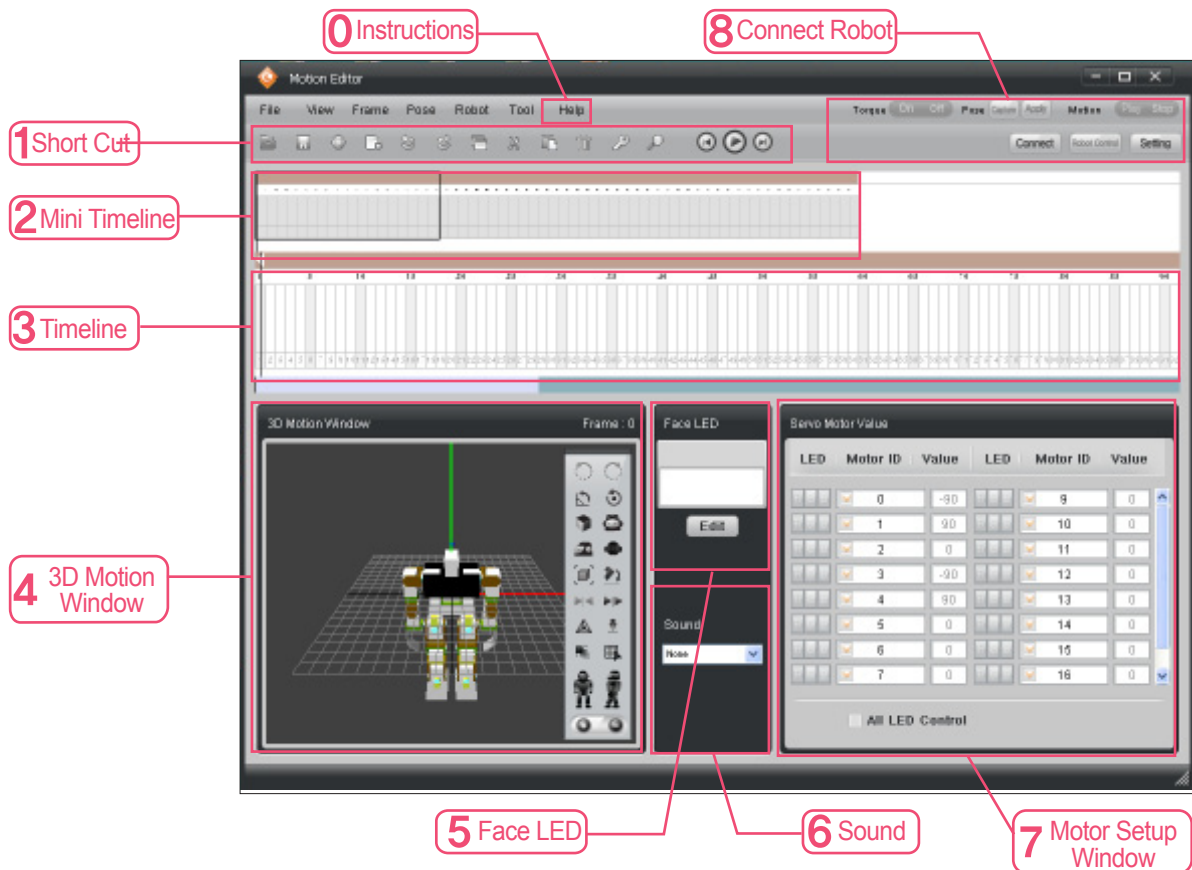 0 Instructions
8 Connect Robot
Motion Editor
File View Frame Pose Robot Tool Help
Torque On Off Pose Capture Apply Motion Play Stop
1 Short Cut
Connect Robot Control Setting
2 Mini Timeline
3 Timeline
3D Motion Window Frame : 0
Face LED
Edit
Sound
None
Servo Motor Value
LED Motor ID Value LED Motor ID Value
0 -90 9 0
1 90 10 0
2 0 11 0
3 -90 12 0
4 90 13 0
5 0 14 0
6 0 15 0
7 0 16 0
All LED Control
4 3D Motion
Window
5 Face LED
6 Sound
7 Motor Setup
Window